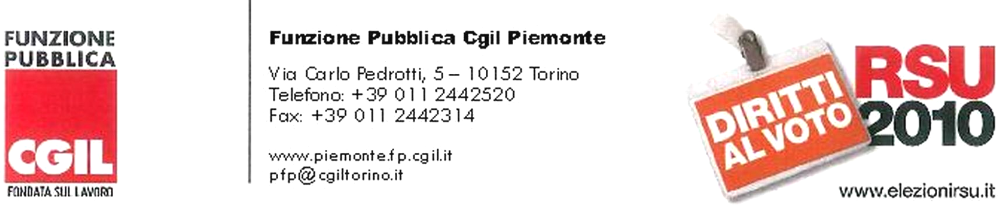 FUNZIONE
PUBBLICA
CGIL
FONDATA SUL LAVORO
Funzione Pubblica Cgil Piemonte
Via Carlo Pedrotti, 5 – 10152 Torino
Telefono: +39 011 2442520
Fax: +39 011 2442314
www.piemonte.fp.cgil.it
pfp@cgiltorino.it
DIRITTI
AL VOTO
RSU
2010
www.elezionirsu.it